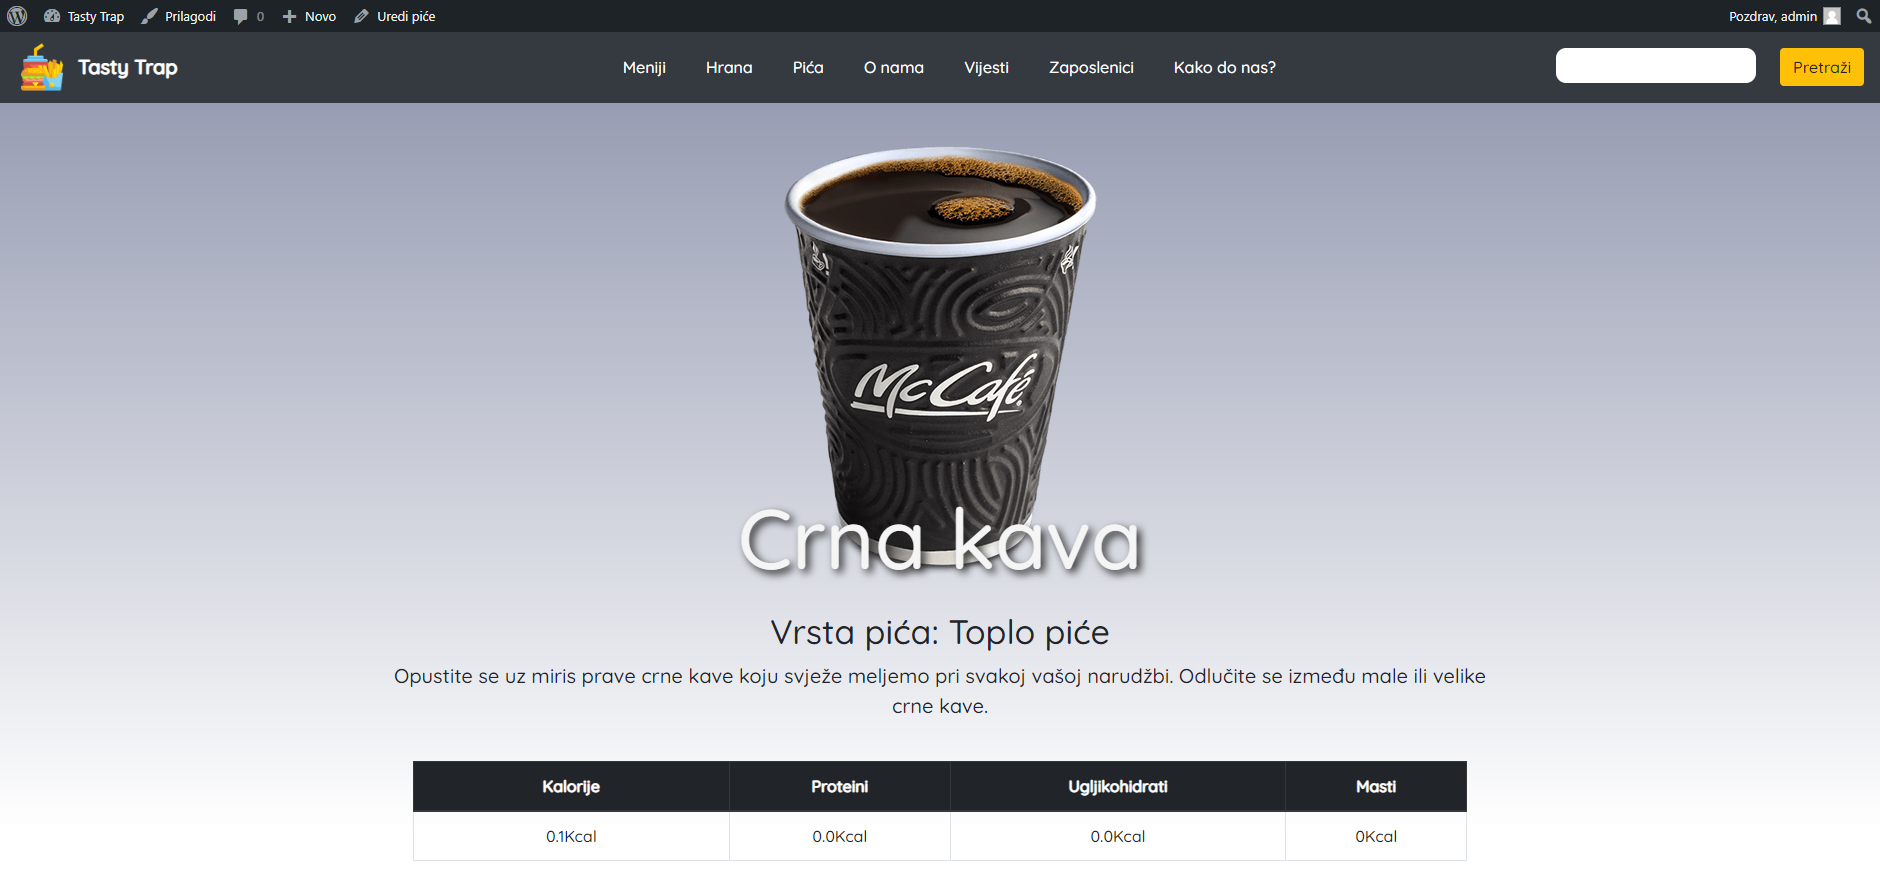 Tasty Trap Prilagodi 0 Novo Uredi piće Pozdrav, admin
Tasty Trap Meniji Hrana Pića O nama Vijesti Zaposlenici Kako do nas? Pretraži
McCafé
Crna kava
Vrsta pića: Toplo piće
Opustite se uz miris prave crne kave koju svježe meljemo pri svakoj vašoj narudžbi. Odlučite se između male ili velike
crne kave.
Kalorije Proteini Ugljikohidrati Masti
0.1Kcal 0.0Kcal 0.0Kcal 0Kcal